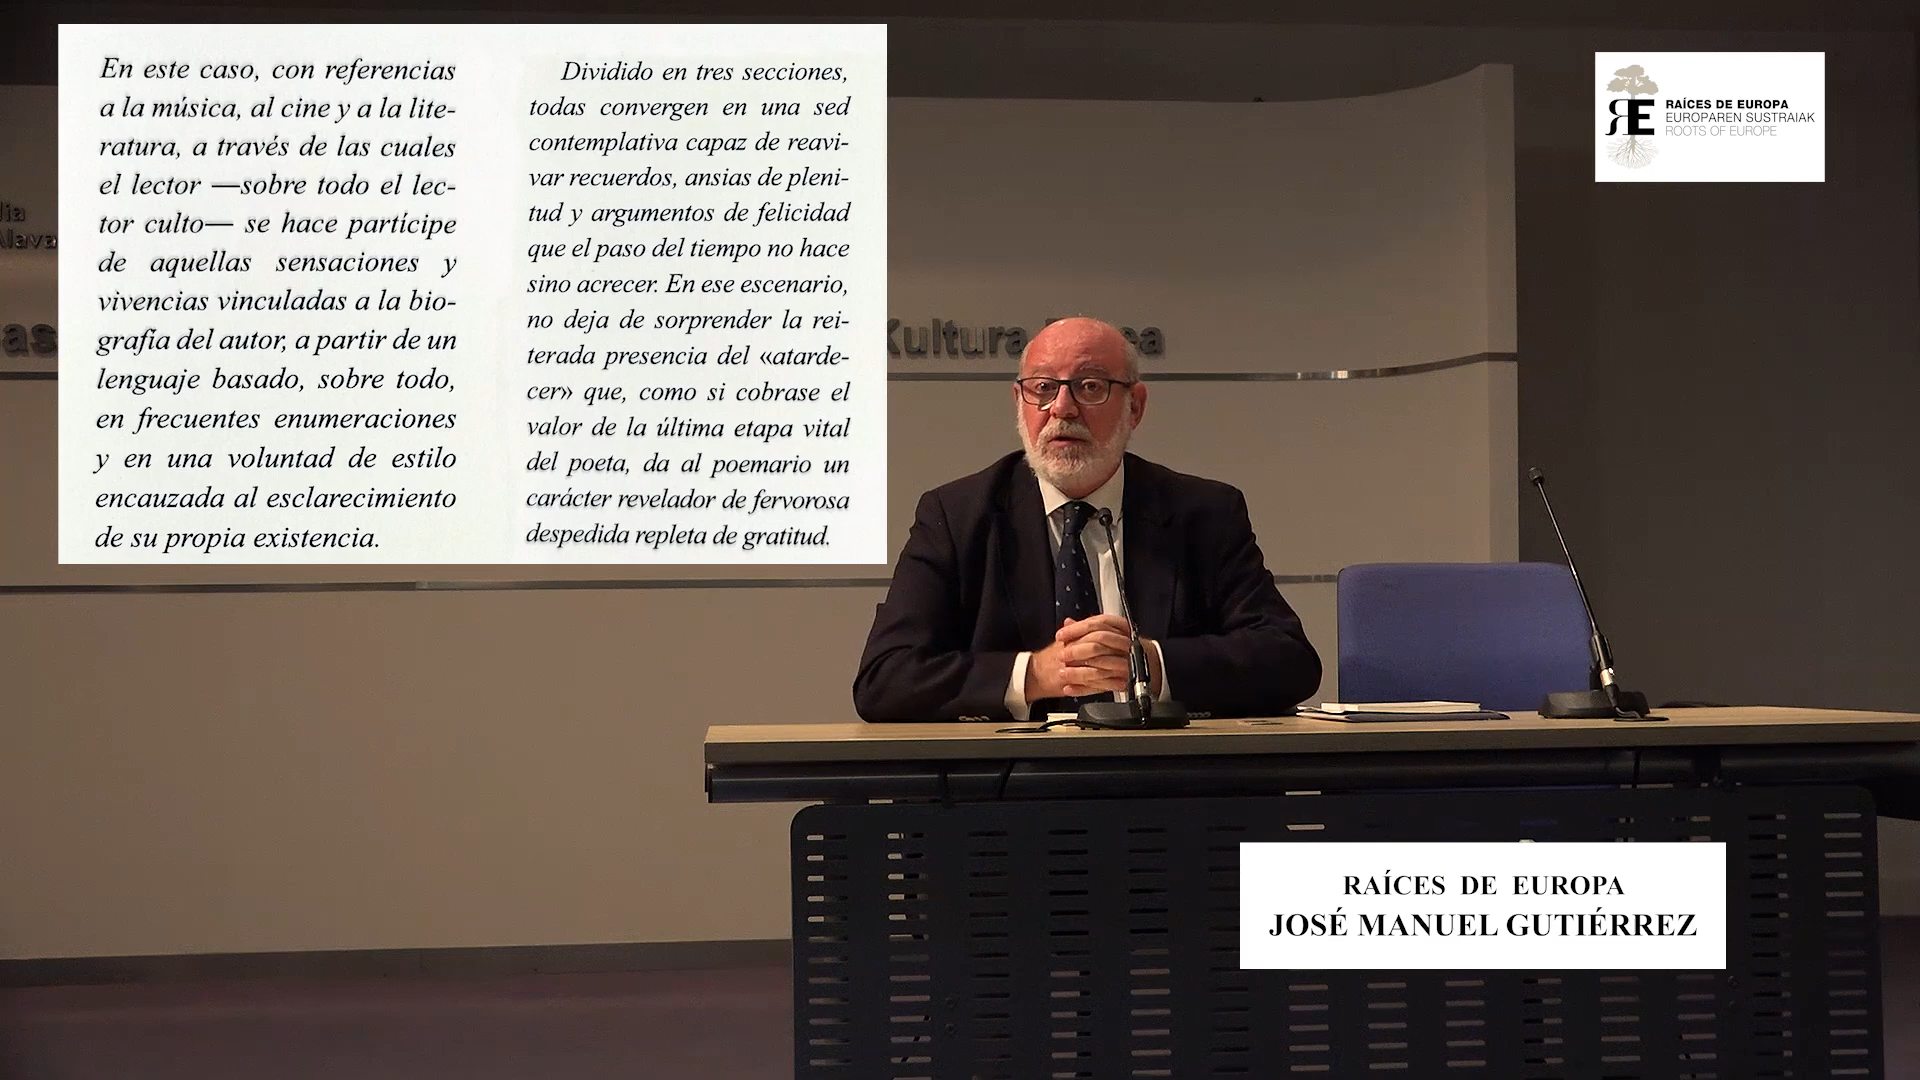 En este caso, con referencias
a la música, al cine y a la lite-
ratura, a través de las cuales
el lector —sobre todo el lec-
tor culto— se hace partícipe
de aquellas sensaciones y
vivencias vinculadas a la bio-
grafía del autor, a partir de un
lenguaje basado, sobre todo,
en frecuentes enumeraciones
y en una voluntad de estilo
encauzada al esclarecimiento
de su propia existencia.
Dividido en tres secciones,
todas convergen en una sed
contemplativa capaz de reavi-
var recuerdos, ansias de pleni-
tud y argumentos de felicidad
que el paso del tiempo no hace
sino acrecer. En ese escenario,
no deja de sorprender la rei-
terada presencia del «atarde-
cer» que, como si cobrase el
valor de la última etapa vital
del poeta, da al poemario un
carácter revelador de fervorosa
despedida repleta de gratitud.
RE
RAÍCES DE EUROPA
EUROPAREN SUSTRAIAK
ROOTS OF EUROPE
Kultura
RAÍCES DE EUROPA
JOSÉ MANUEL GUTIÉRREZ